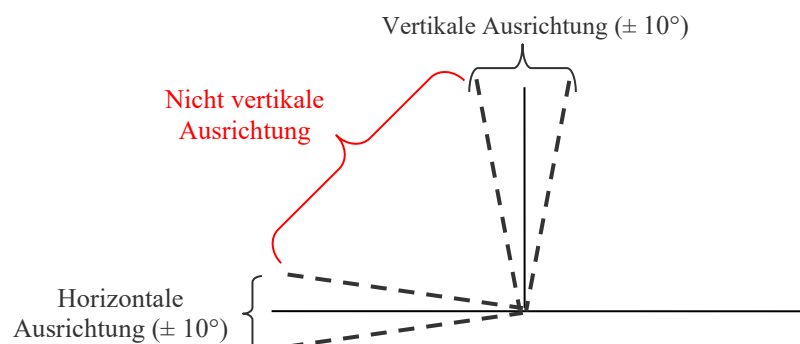 Vertikale Ausrichtung (± 10°)
Nicht vertikale
Ausrichtung
Horizontale
Ausrichtung (± 10°)